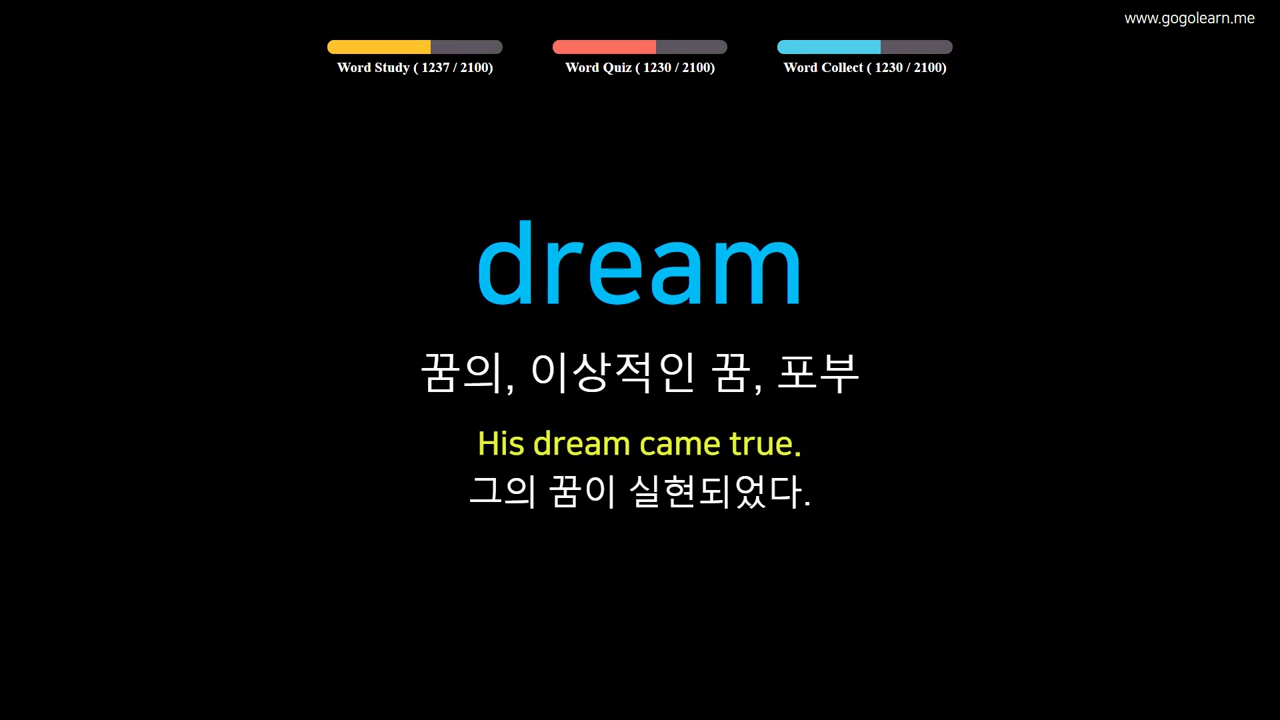 www.gogolearn.me
Word Study ( 1237 / 2100)
Word Quiz ( 1230 / 2100)
Word Collect ( 1230 / 2100)
dream
꿈의, 이상적인 꿈, 포부
His dream came true.
그의 꿈이 실현되었다.